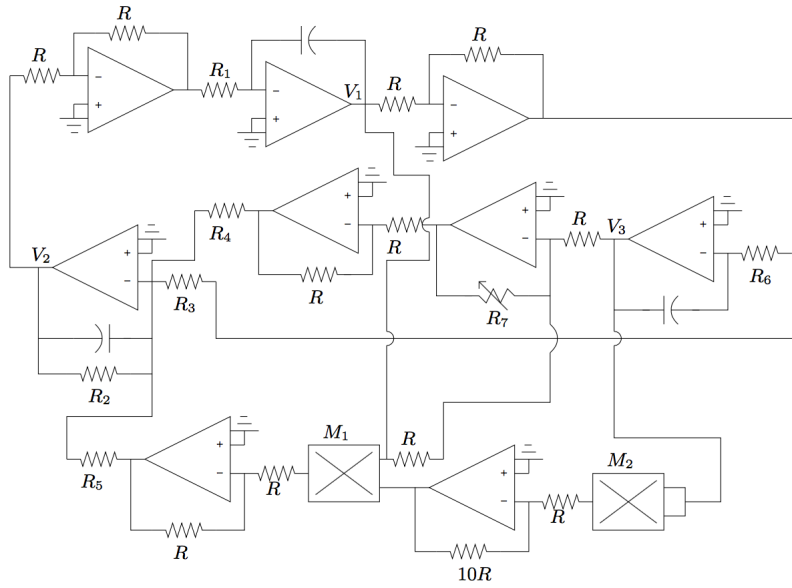 R
R R₁ V₁ R R
− + − + − +
R₄ R R V₃ R₆
+ − + − + −
V₂ R₃ R R₇
+ −
R₂
M₁ R M₂
R₅ R R
+ − + −
R 10R